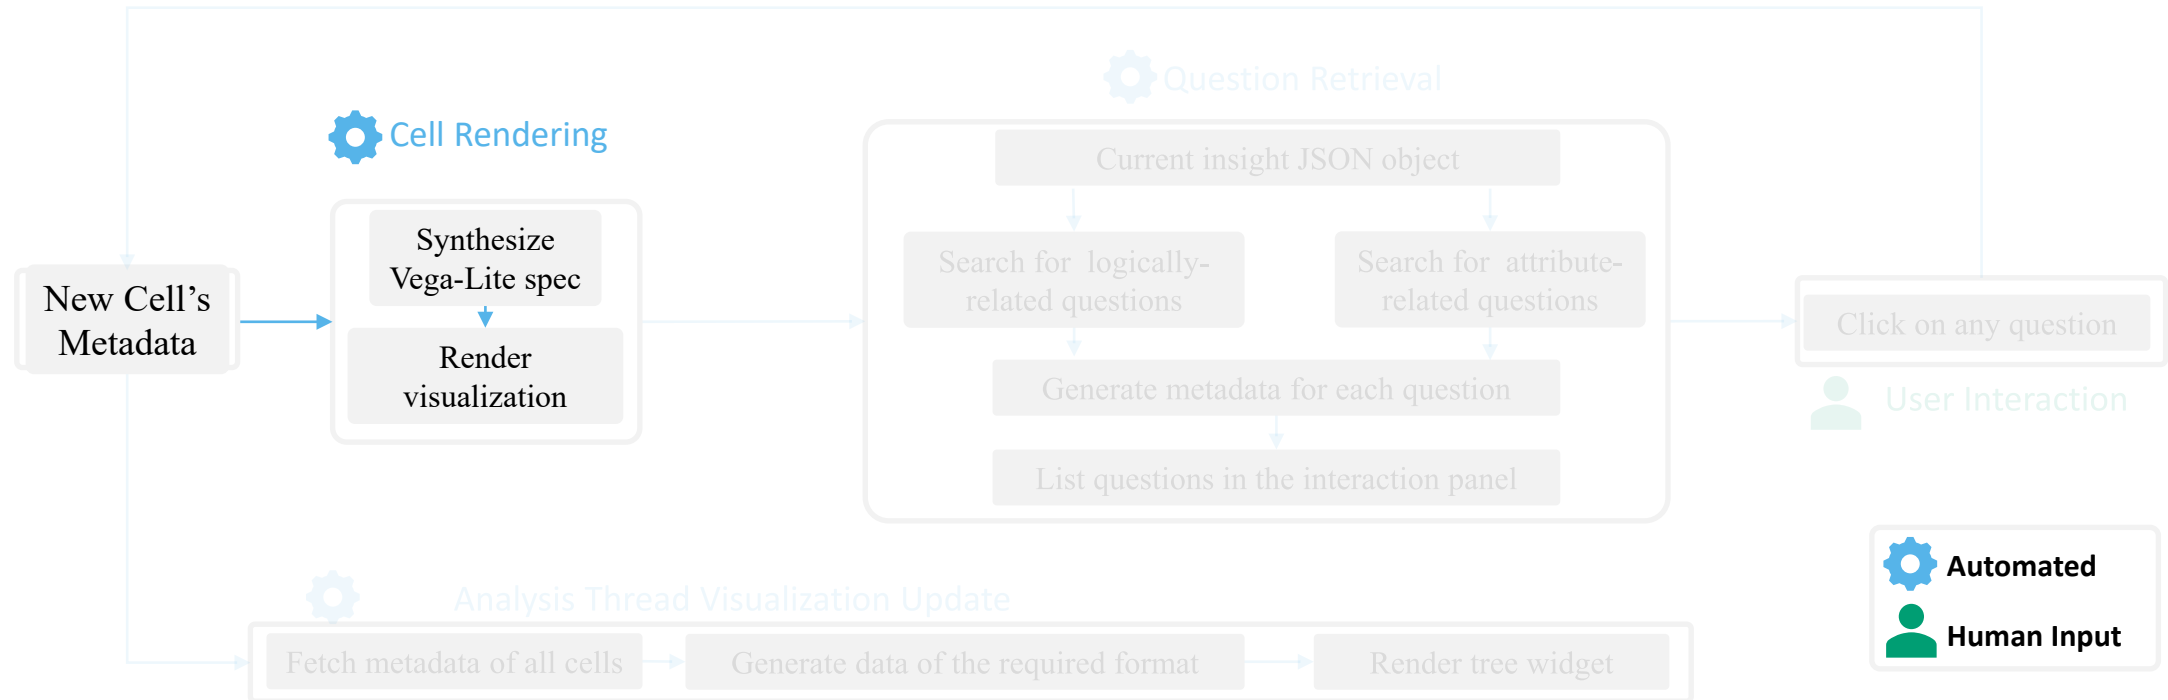 Question Retrieval
Cell Rendering
Current insight JSON object
Synthesize
Vega-Lite spec
Search for logically-
related questions
Search for attribute-
related questions
New Cell's
Metadata
Click on any question
Render
visualization
Generate metadata for each question
User Interaction
List questions in the interaction panel
Automated
Human Input
Analysis Thread Visualization Update
Fetch metadata of all cells
Generate data of the required format
Render tree widget